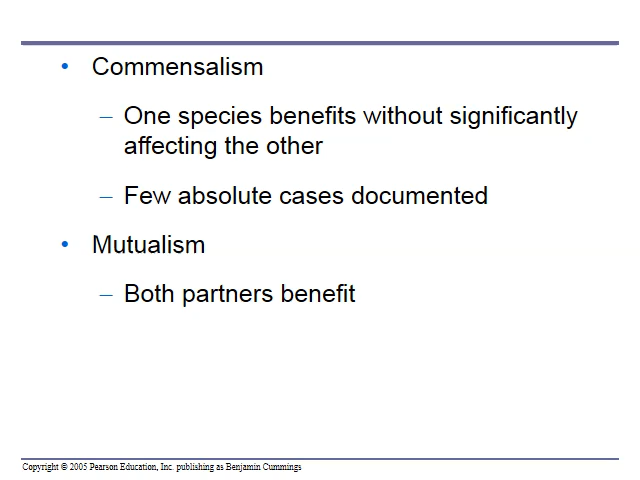 • Commensalism
– One species benefits without significantly
affecting the other
– Few absolute cases documented
• Mutualism
– Both partners benefit
Copyright © 2005 Pearson Education, Inc. publishing as Benjamin Cummings